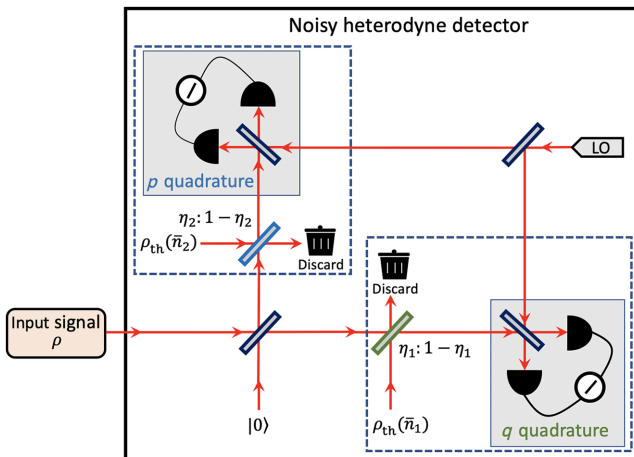 Noisy heterodyne detector
LO
p quadrature
η₂: 1 − η₂
ρₜₕ(n̄₂)
Discard
Discard
Input signal
ρ
η₁: 1 − η₁
|0⟩
ρₜₕ(n̄₁)
q quadrature